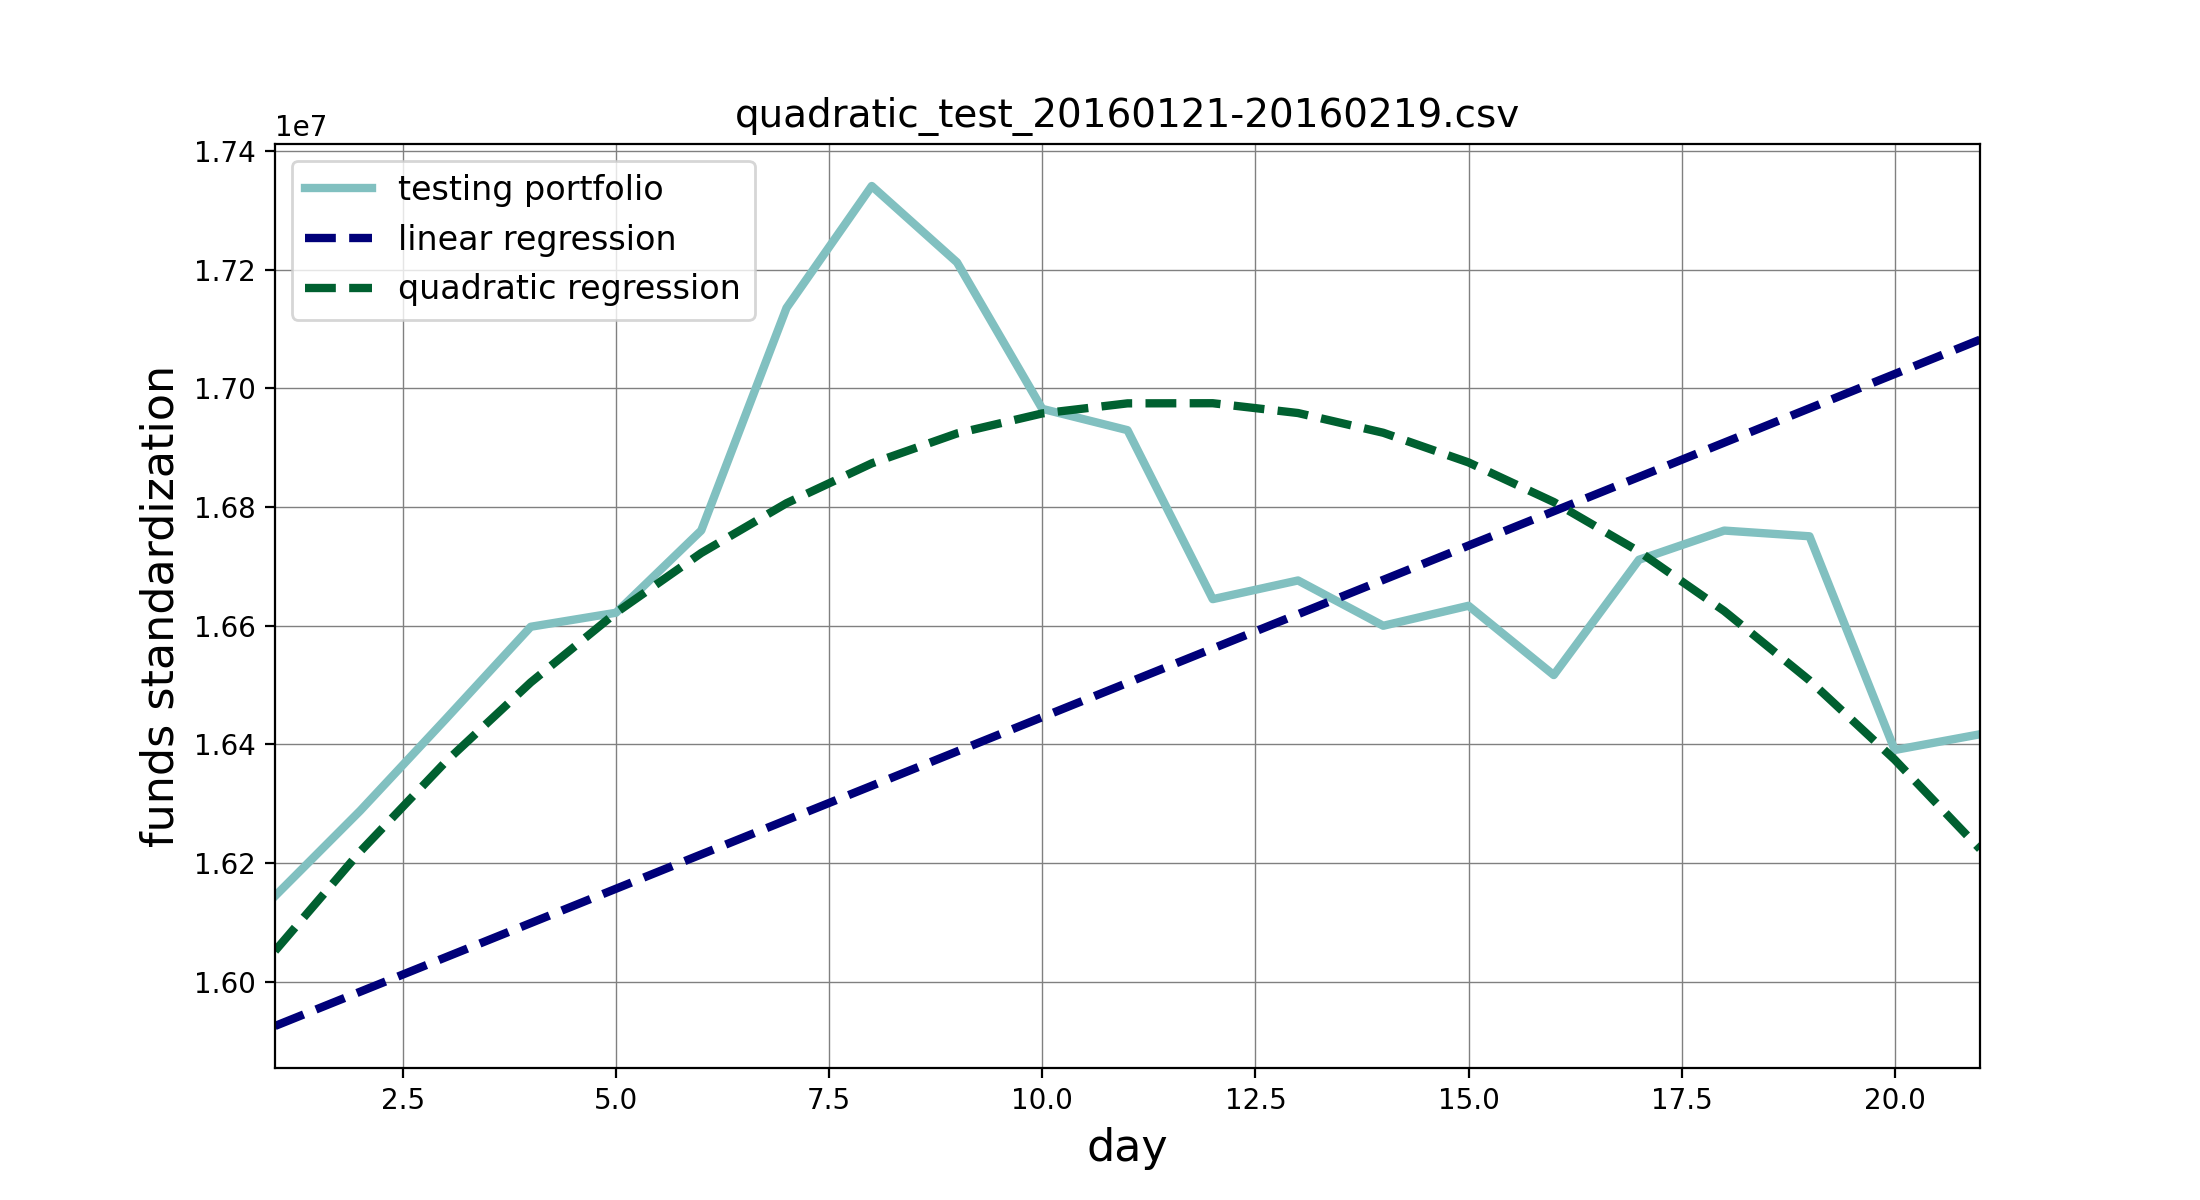 quadratic_test_20160121-20160219.csv
1e7
1.74
1.72
1.70
1.68
1.66
1.64
1.62
1.60
funds standardization
testing portfolio
linear regression
quadratic regression
2.5 5.0 7.5 10.0 12.5 15.0 17.5 20.0
day